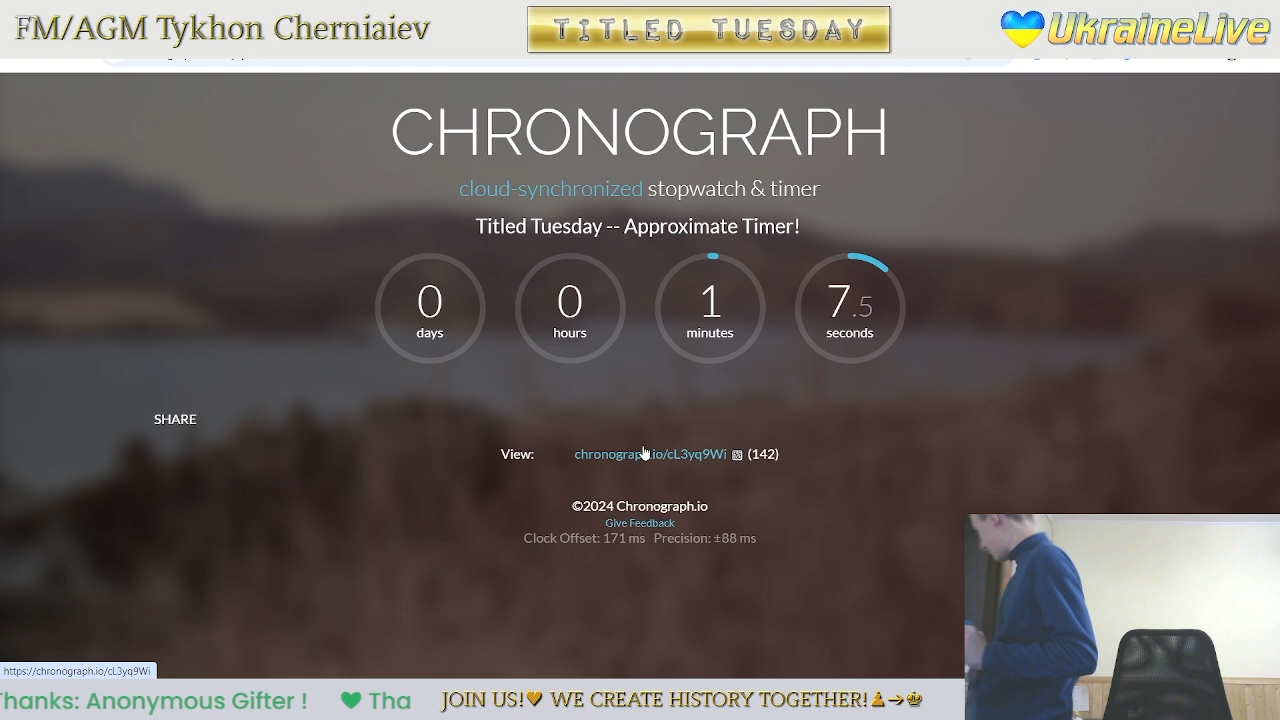 FM/AGM Tykhon Cherniaiev
TITLED TUESDAY
UkraineLive
CHRONOGRAPH
cloud-synchronized stopwatch & timer
Titled Tuesday -- Approximate Timer!
0 0 1 7.5
days hours minutes seconds
SHARE
View: chronograph.io/cL3yq9Wi (142)
©2024 Chronograph.io
Give Feedback
Clock Offset: 171 ms Precision: ±88 ms
https://chronograph.io/cL3yq9Wi
Thanks: Anonymous Gifter ! 💚 Tha
JOIN US!🧡 WE CREATE HISTORY TOGETHER!♟➔♚